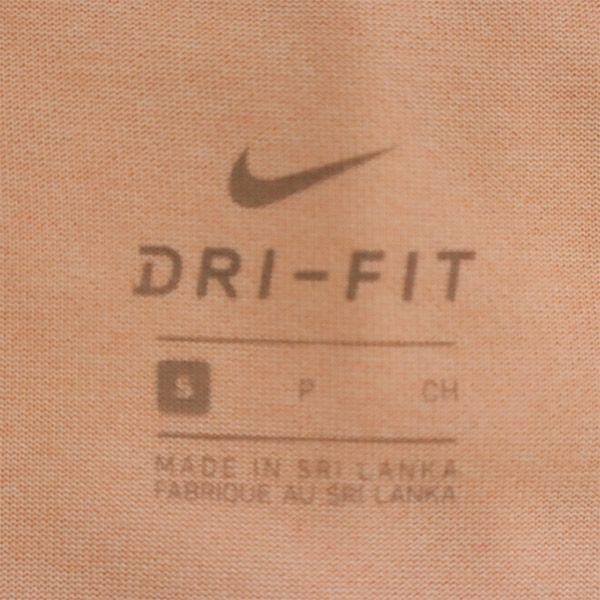 DRI-FIT
S P CH
MADE IN SRI LANKA
FABRIQUE AU SRI LANKA